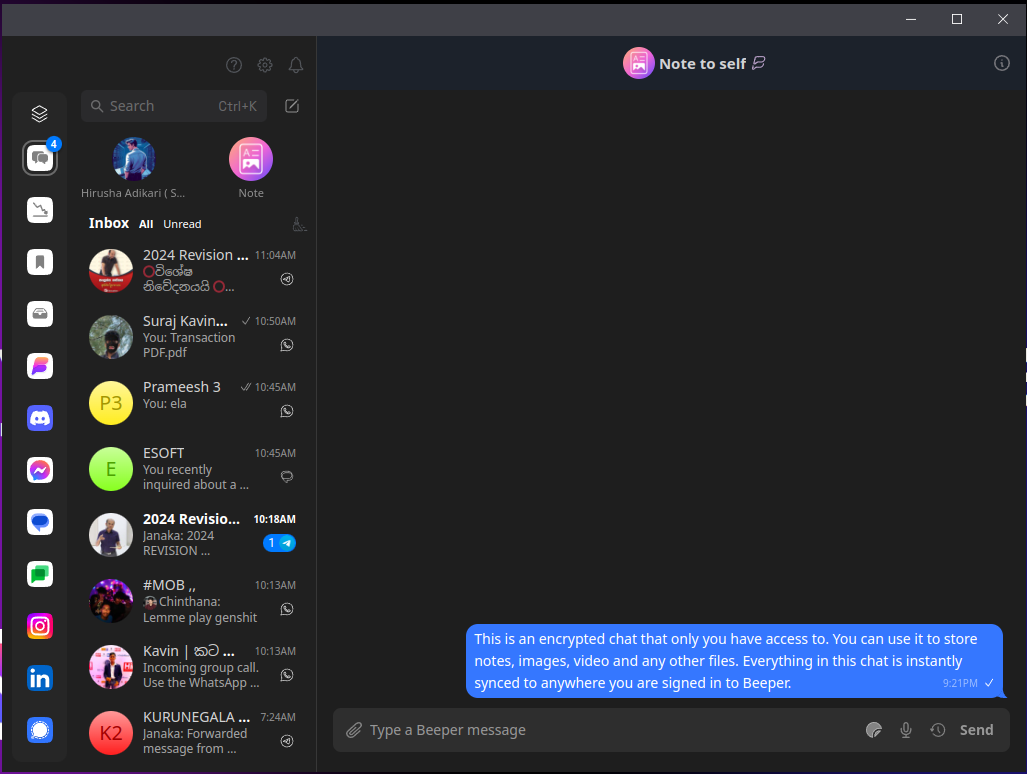 Note to self
Search Ctrl+K
4
Hirusha Adikari ( S...
Note
Inbox All Unread
2024 Revision ... 11:04AM
⭕විශේෂ
නිවේදනයයි ⭕...
Suraj Kavin... 10:50AM
You: Transaction
PDF.pdf
P3
Prameesh 3 10:45AM
You: ela
E
ESOFT 10:45AM
You recently
inquired about a ...
2024 Revisio... 10:18AM
Janaka: 2024
REVISION ...
1
#MOB ,, 10:13AM
Chinthana:
Lemme play genshit
Kavin | කට ... 10:13AM
Incoming group call.
Use the WhatsApp ...
K2
KURUNEGALA ... 7:24AM
Janaka: Forwarded
message from ...
This is an encrypted chat that only you have access to. You can use it to store
notes, images, video and any other files. Everything in this chat is instantly
synced to anywhere you are signed in to Beeper.
9:21PM
Type a Beeper message
Send